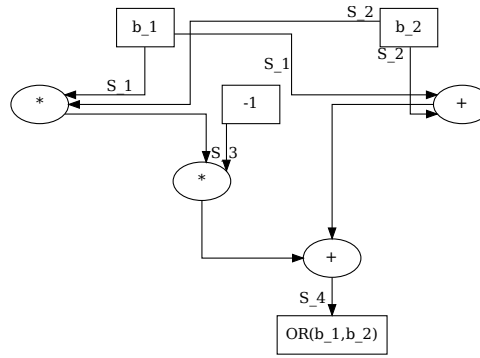 S_2
b_1
b_2
S_2
S_1
S_1
*
-1
+
S_3
*
+
S_4
OR(b_1,b_2)